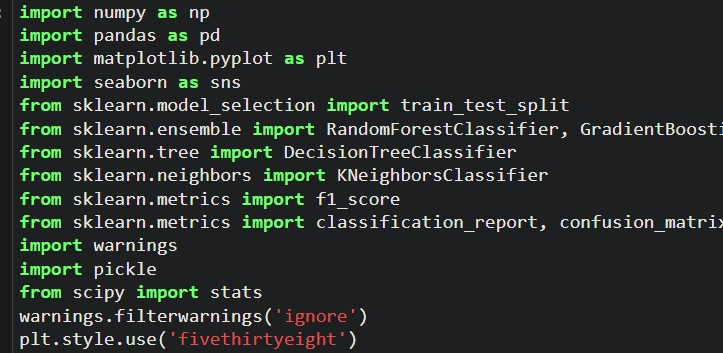 import numpy as np
import pandas as pd
import matplotlib.pyplot as plt
import seaborn as sns
from sklearn.model_selection import train_test_split
from sklearn.ensemble import RandomForestClassifier, GradientBoosti
from sklearn.tree import DecisionTreeClassifier
from sklearn.neighbors import KNeighborsClassifier
from sklearn.metrics import f1_score
from sklearn.metrics import classification_report, confusion_matrix
import warnings
import pickle
from scipy import stats
warnings.filterwarnings('ignore')
plt.style.use('fivethirtyeight')